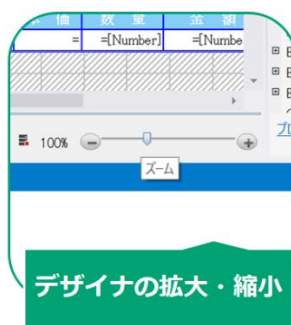 単 価 数 量 金 額
= =[Number] =[Numbe
100%
ズーム
デザイナの拡大・縮小